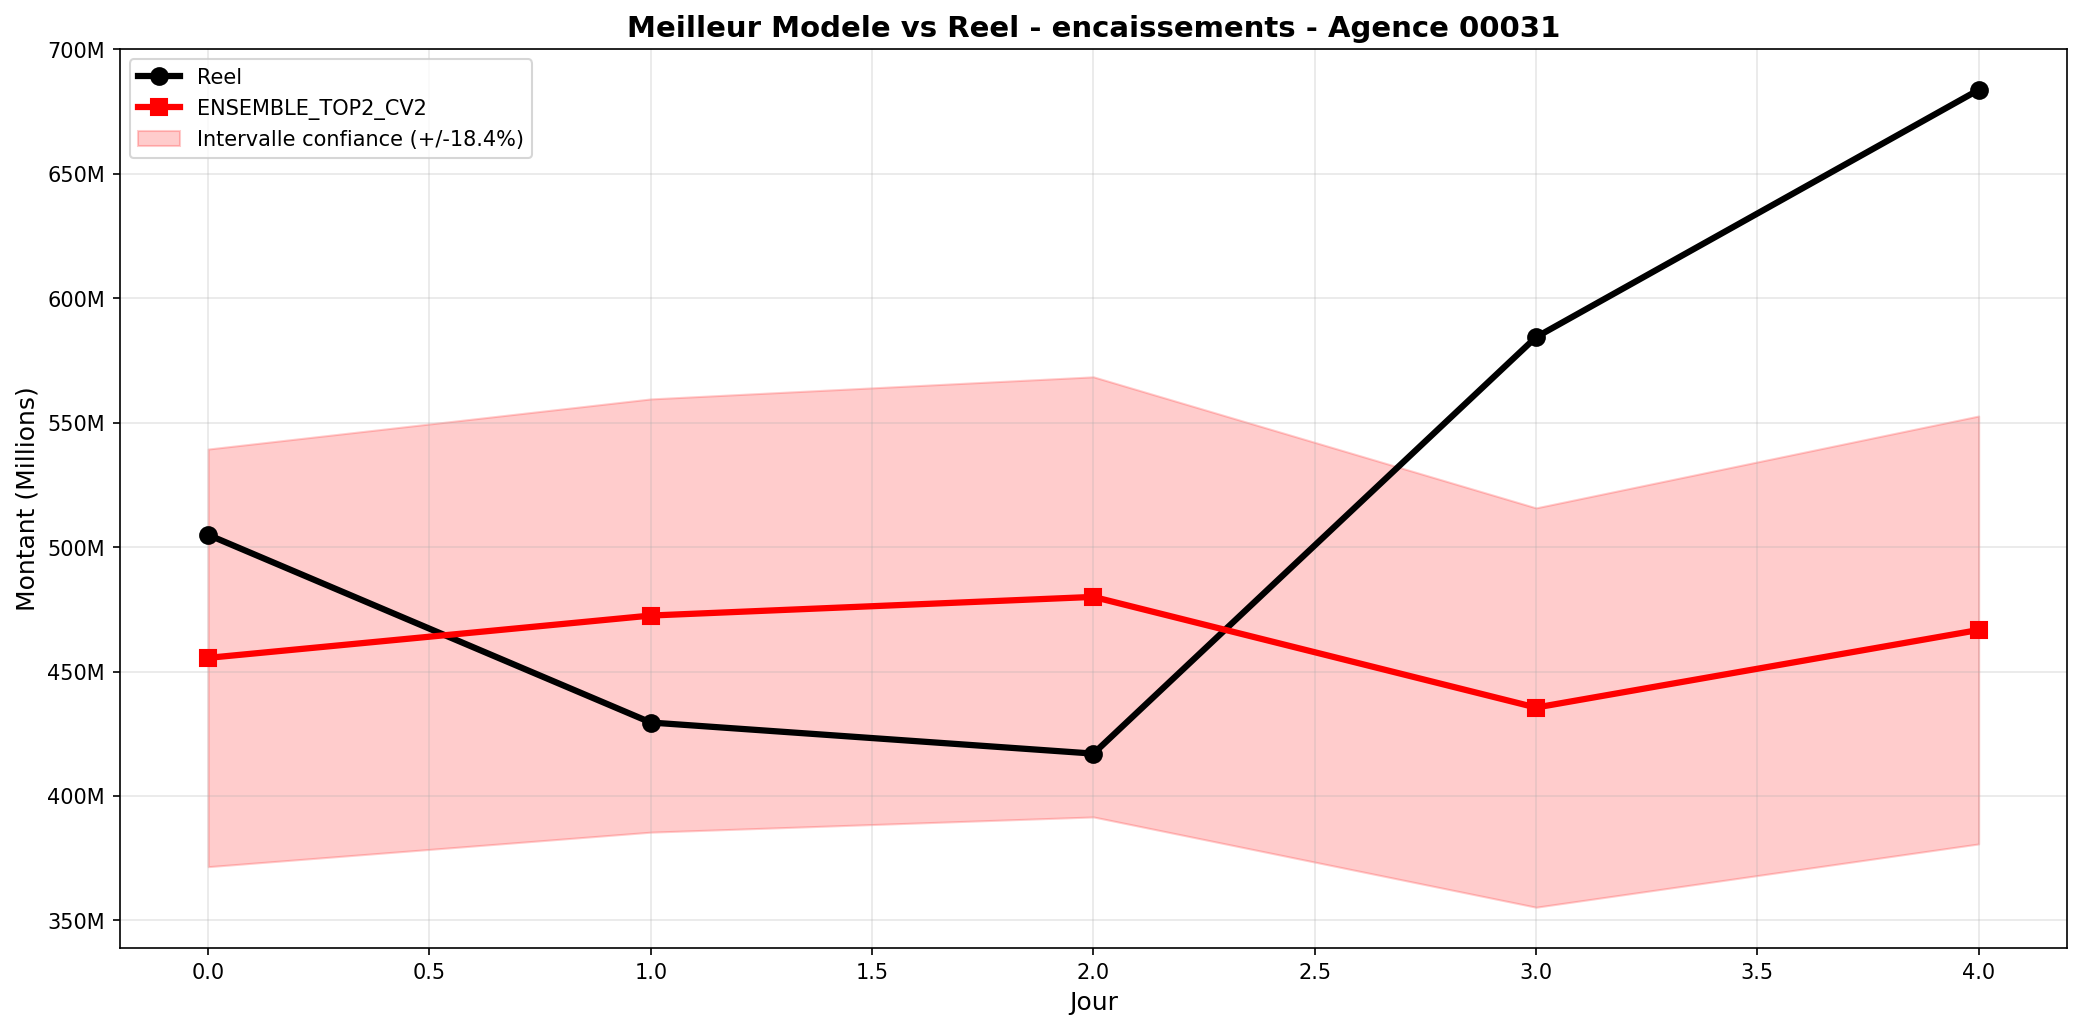 Meilleur Modele vs Reel - encaissements - Agence 00031
700M
650M
600M
550M
500M
450M
400M
350M
Montant (Millions)
Reel
ENSEMBLE_TOP2_CV2
Intervalle confiance (+/-18.4%)
0.0 0.5 1.0 1.5 2.0 2.5 3.0 3.5 4.0
Jour